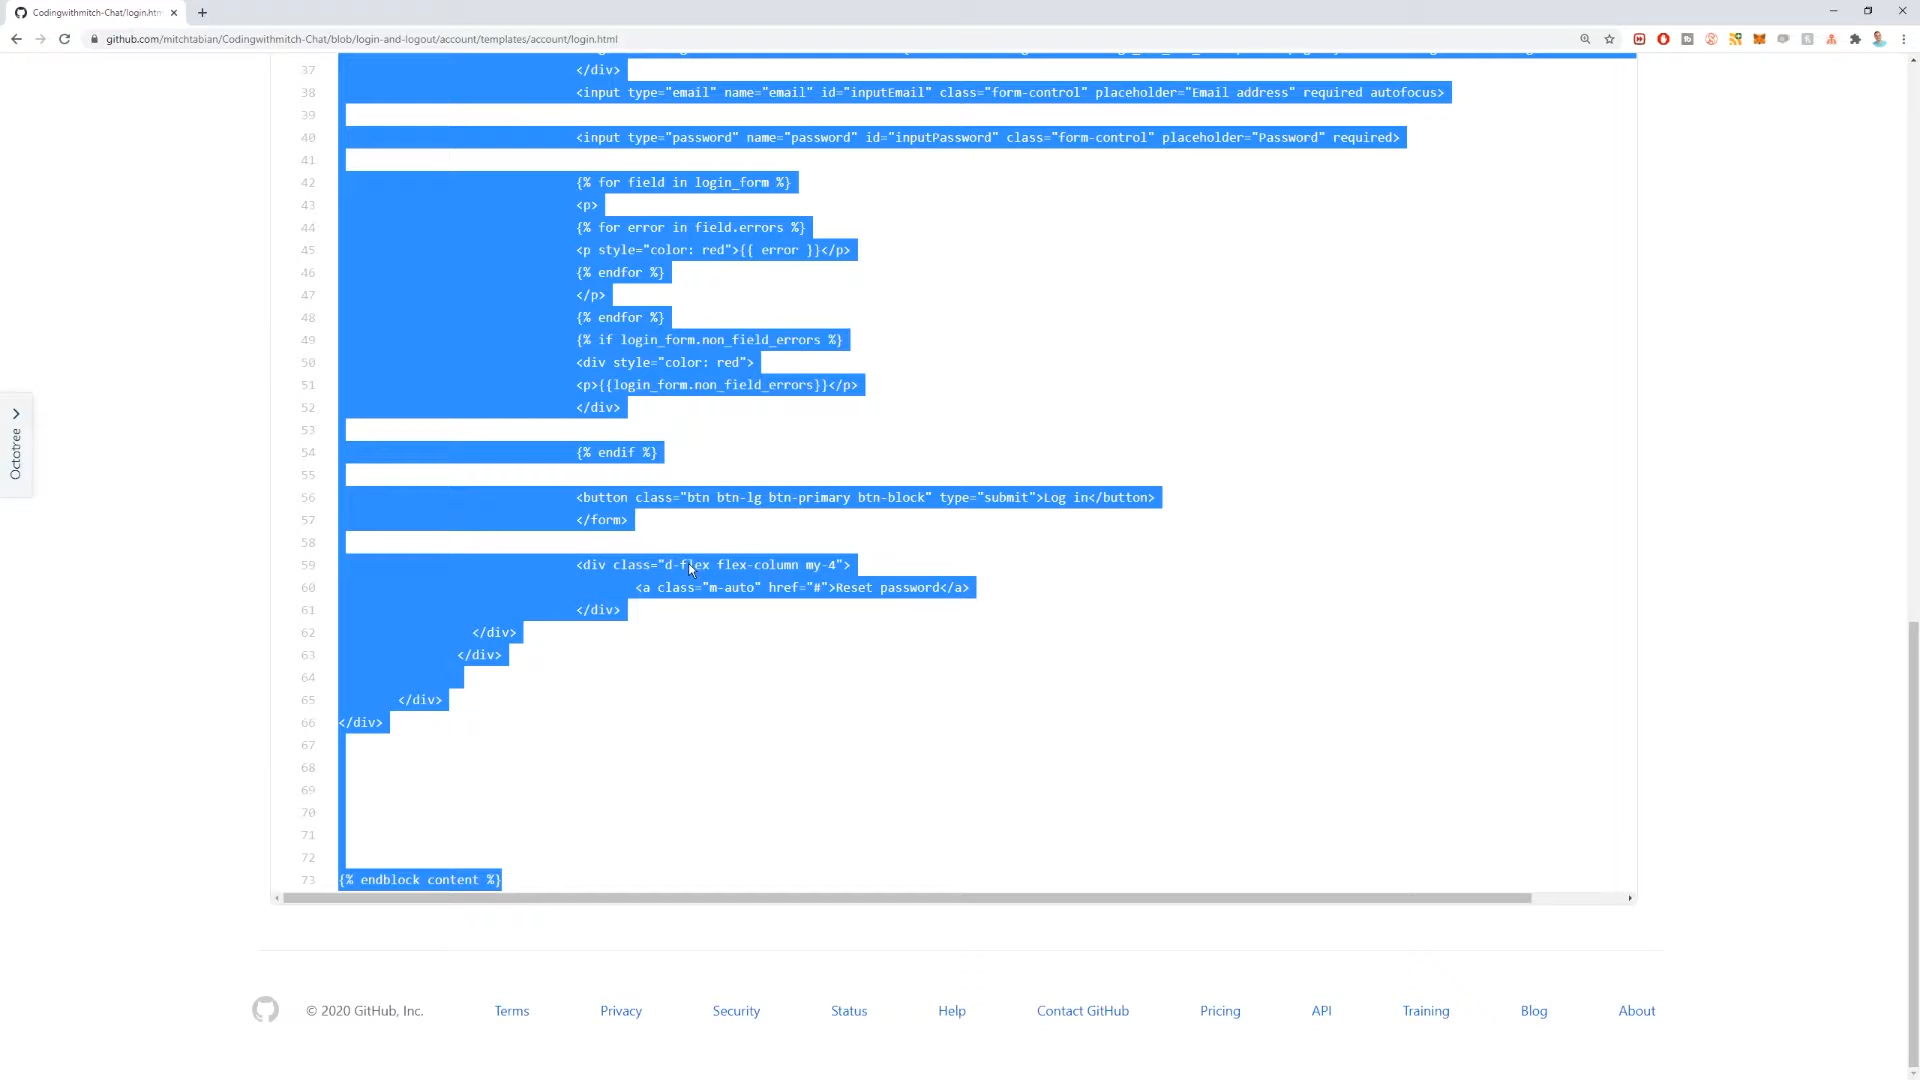 Codingwithmitch-Chat/login.htm
github.com/mitchtabian/Codingwithmitch-Chat/blob/login-and-logout/account/templates/account/login.html
Octotree
37 </div>
38 <input type="email" name="email" id="inputEmail" class="form-control" placeholder="Email address" required autofocus>
39
40 <input type="password" name="password" id="inputPassword" class="form-control" placeholder="Password" required>
41
42 {% for field in login_form %}
43 <p>
44 {% for error in field.errors %}
45 <p style="color: red">{{ error }}</p>
46 {% endfor %}
47 </p>
48 {% endfor %}
49 {% if login_form.non_field_errors %}
50 <div style="color: red">
51 <p>{{login_form.non_field_errors}}</p>
52 </div>
53
54 {% endif %}
55
56 <button class="btn btn-lg btn-primary btn-block" type="submit">Log in</button>
57 </form>
58
59 <div class="d-flex flex-column my-4">
60 <a class="m-auto" href="#">Reset password</a>
61 </div>
62 </div>
63 </div>
64
65 </div>
66 </div>
67
68
69
70
71
72
73 {% endblock content %}
© 2020 GitHub, Inc. Terms Privacy Security Status Help Contact GitHub Pricing API Training Blog About